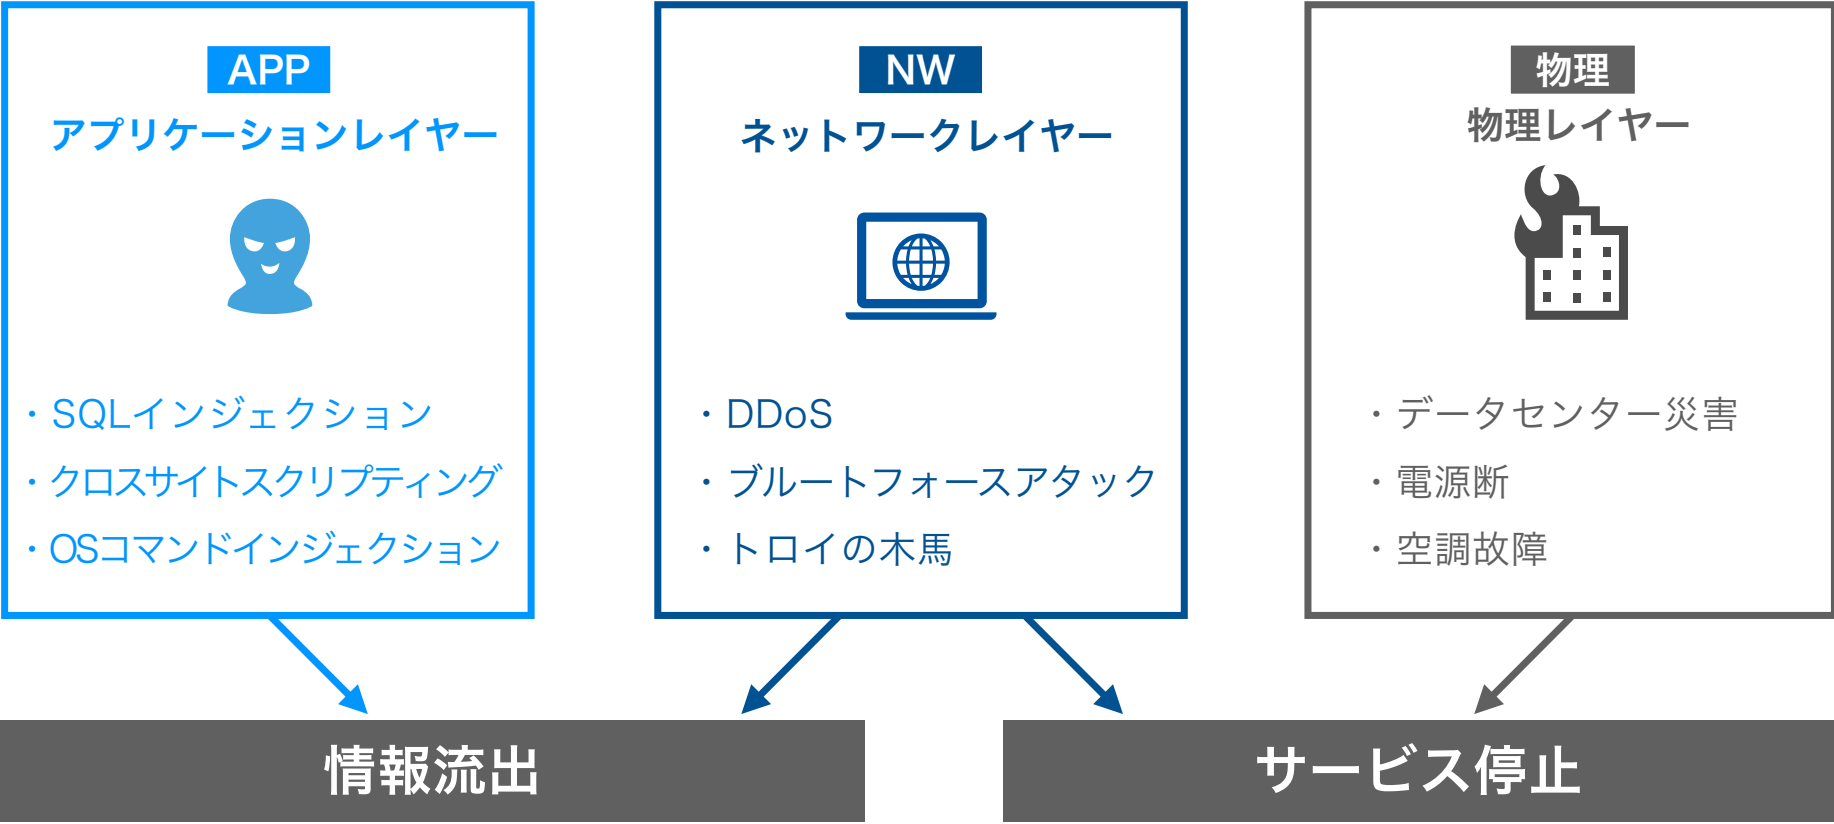 APP
アプリケーションレイヤー
・SQLインジェクション
・クロスサイトスクリプティング
・OSコマンドインジェクション
NW
ネットワークレイヤー
・DDoS
・ブルートフォースアタック
・トロイの木馬
物理
物理レイヤー
・データセンター災害
・電源断
・空調故障
情報流出
サービス停止